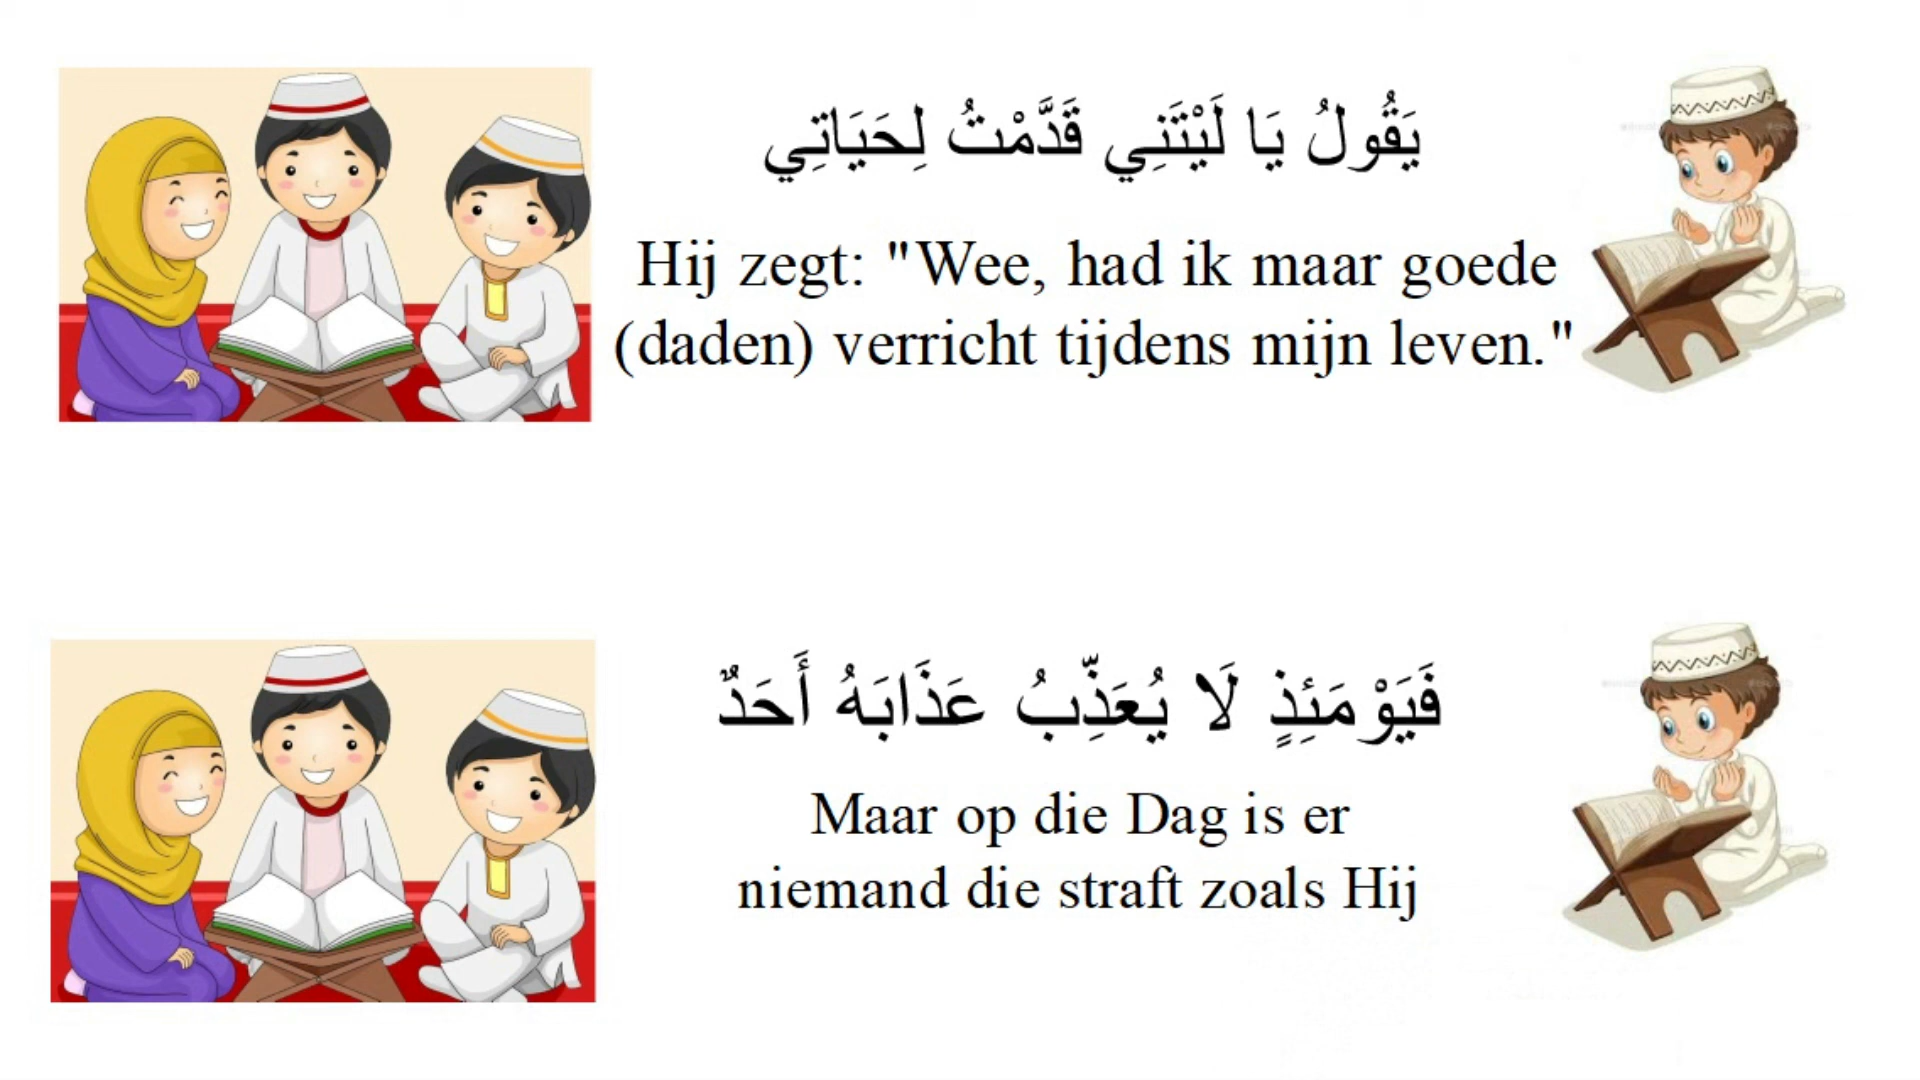 يَقُولُ يَا لَيْتَنِي قَدَّمْتُ لِحَيَاتِي
Hij zegt: "Wee, had ik maar goede
(daden) verricht tijdens mijn leven."
فَيَوْمَئِذٍ لَا يُعَذِّبُ عَذَابَهُ أَحَدٌ
Maar op die Dag is er
niemand die straft zoals Hij